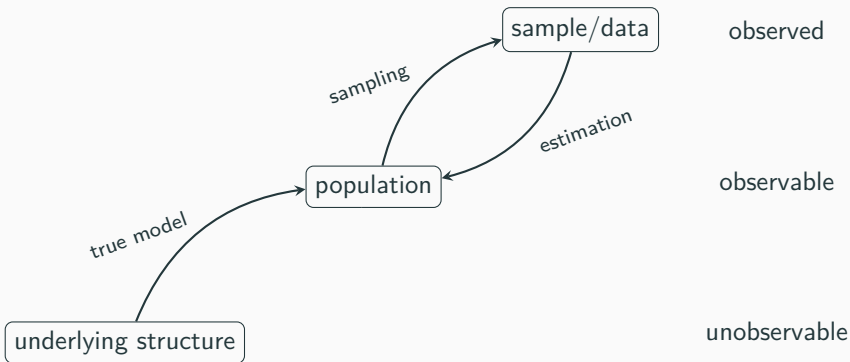 sample/data
observed
sampling
estimation
population
observable
true model
underlying structure
unobservable